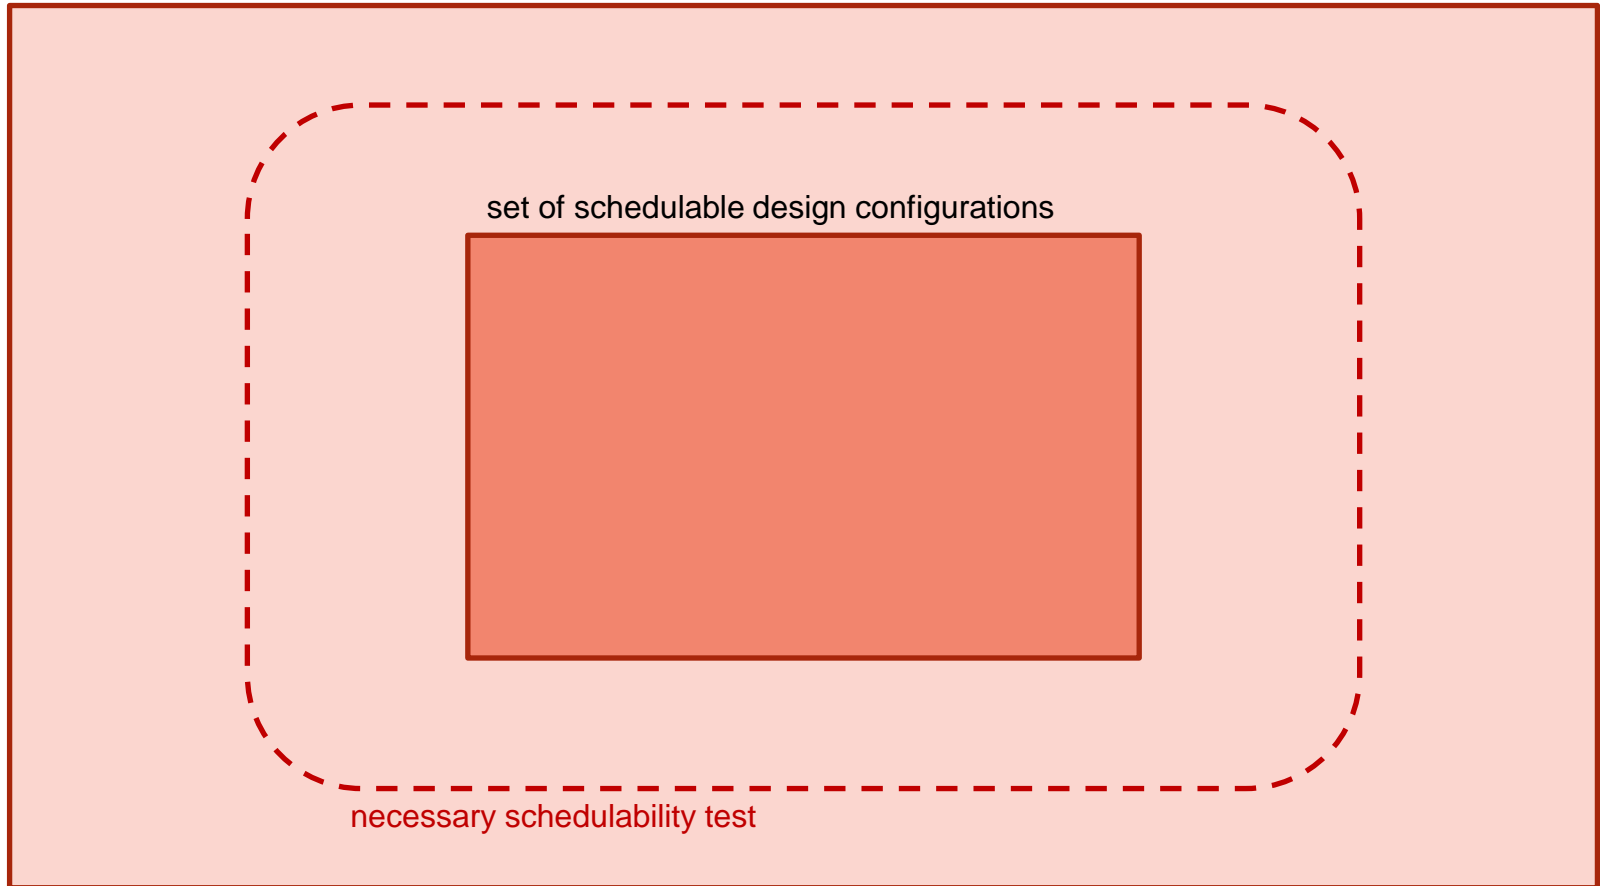 set of schedulable design configurations
necessary schedulability test